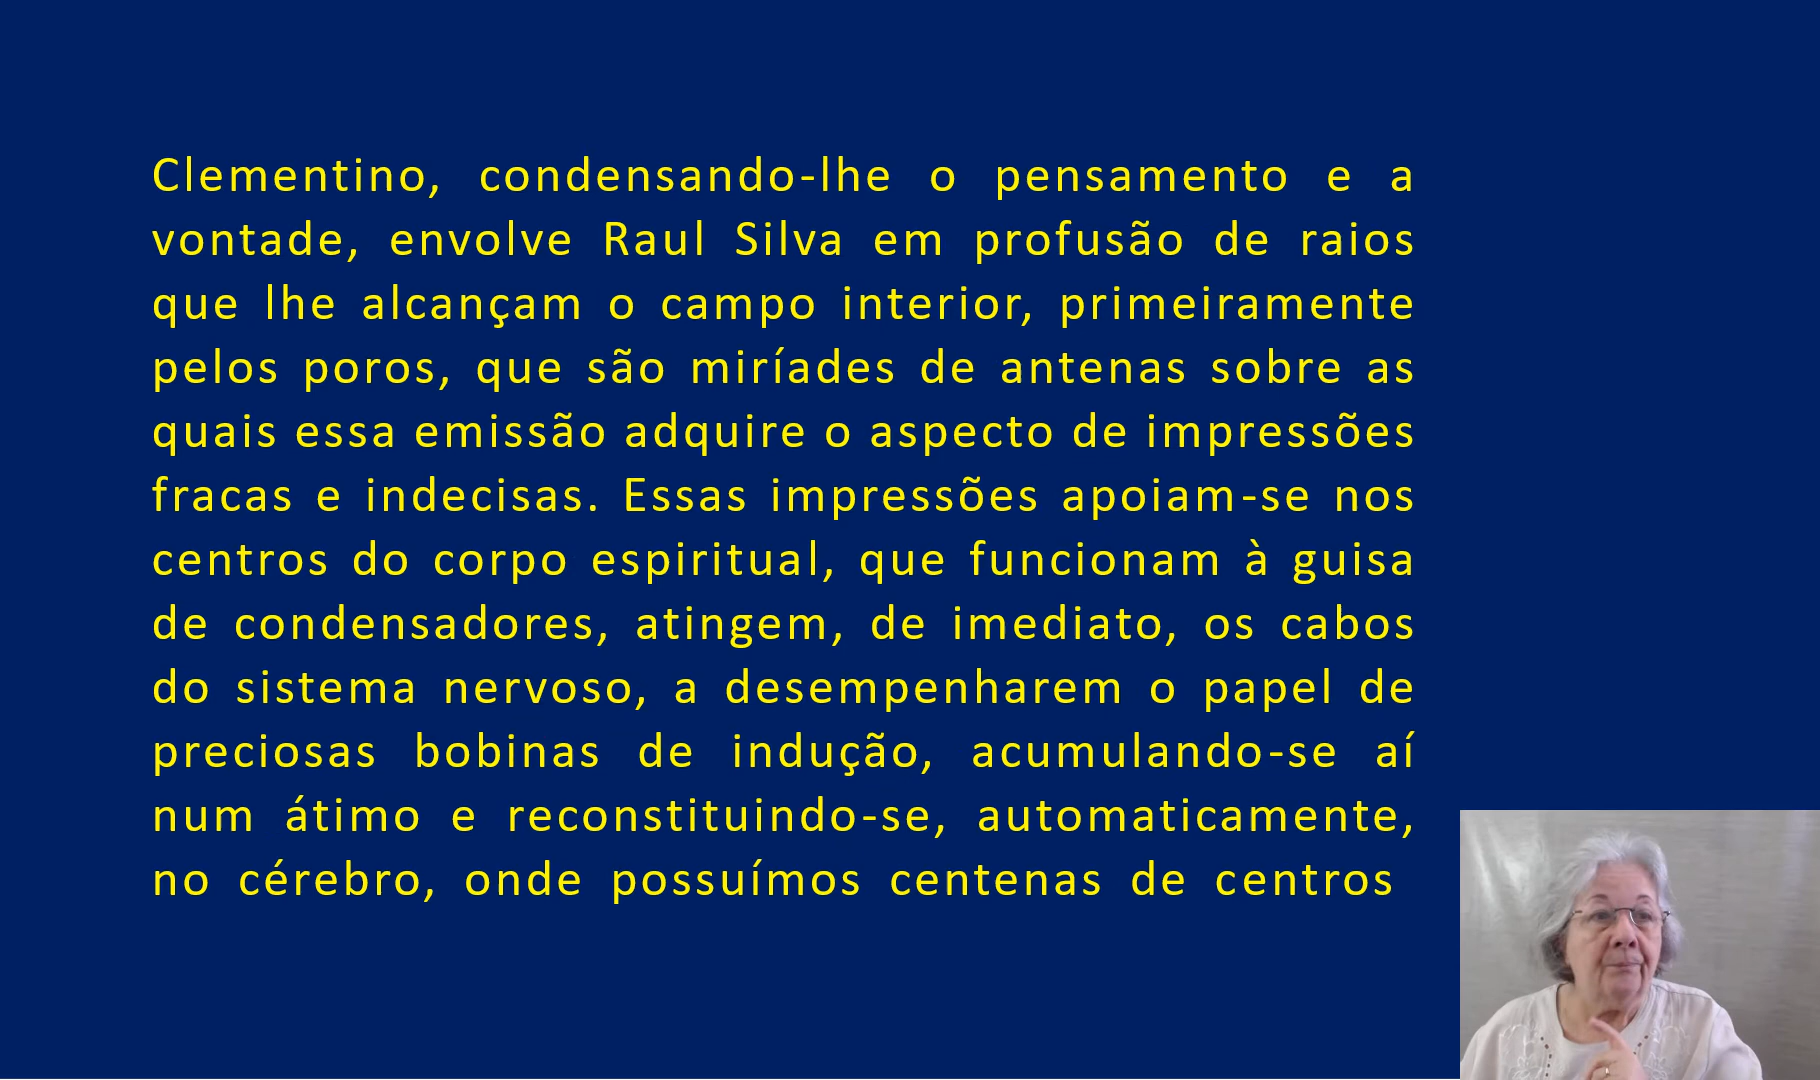 Clementino, condensando-lhe o pensamento e a
vontade, envolve Raul Silva em profusão de raios
que lhe alcançam o campo interior, primeiramente
pelos poros, que são miríades de antenas sobre as
quais essa emissão adquire o aspecto de impressões
fracas e indecisas. Essas impressões apoiam-se nos
centros do corpo espiritual, que funcionam à guisa
de condensadores, atingem, de imediato, os cabos
do sistema nervoso, a desempenharem o papel de
preciosas bobinas de indução, acumulando-se aí
num átimo e reconstituindo-se, automaticamente,
no cérebro, onde possuímos centenas de centros